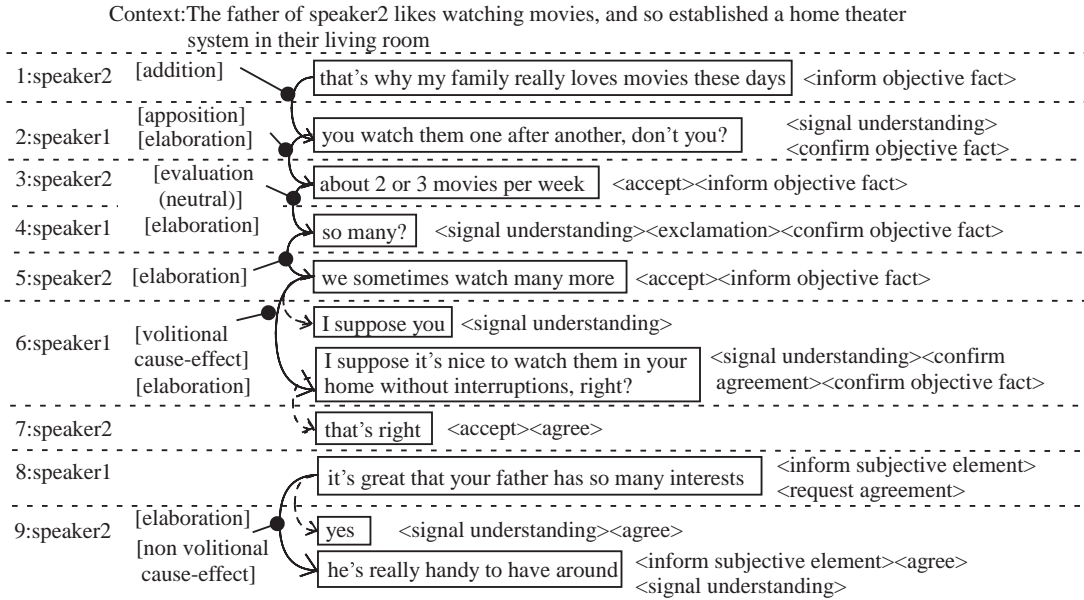 Context:The father of speaker2 likes watching movies, and so established a home theater
system in their living room
1:speaker2 [addition] that's why my family really loves movies these days <inform objective fact>
[apposition]
2:speaker1 [elaboration] you watch them one after another, don't you? <signal understanding>
<confirm objective fact>
3:speaker2 [evaluation
(neutral)] about 2 or 3 movies per week <accept><inform objective fact>
4:speaker1 [elaboration] so many? <signal understanding><exclamation><confirm objective fact>
5:speaker2 [elaboration] we sometimes watch many more <accept><inform objective fact>
I suppose you <signal understanding>
6:speaker1 [volitional
cause-effect]
[elaboration]
I suppose it's nice to watch them in your
home without interruptions, right?
<signal understanding><confirm
agreement><confirm objective fact>
7:speaker2 that's right <accept><agree>
8:speaker1 it's great that your father has so many interests <inform subjective element>
<request agreement>
9:speaker2 [elaboration] yes <signal understanding><agree>
[non volitional
cause-effect]
he's really handy to have around <inform subjective element><agree>
<signal understanding>